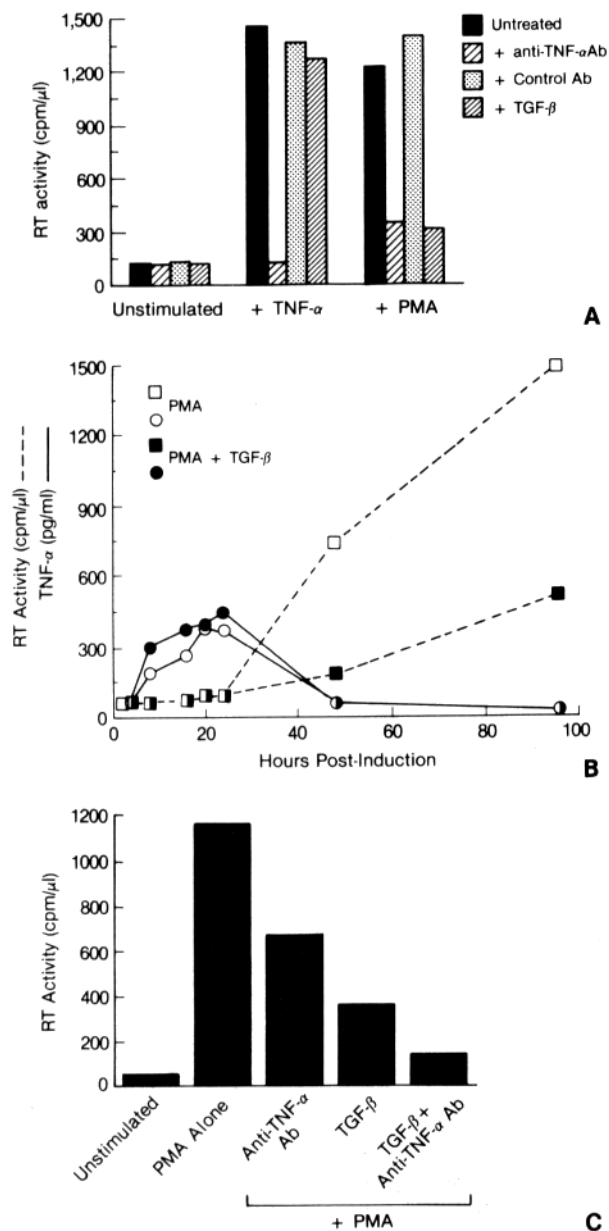 1,500
1,200
900
600
300
0
RT activity (cpm/μl)
Untreated
+ anti-TNF-αAb
+ Control Ab
+ TGF-β
Unstimulated
+ TNF-α
+ PMA
A
1500
1200
900
600
300
0
RT Activity (cpm/μl) ----
TNF-α (pg/ml) ——
PMA
PMA + TGF-β
0 20 40 60 80 100
Hours Post-Induction
B
1200
1000
800
600
400
200
0
RT Activity (cpm/μl)
Unstimulated
PMA Alone
Anti-TNF-α
Ab
TGF-β
TGF-β +
Anti-TNF-α Ab
+ PMA
C